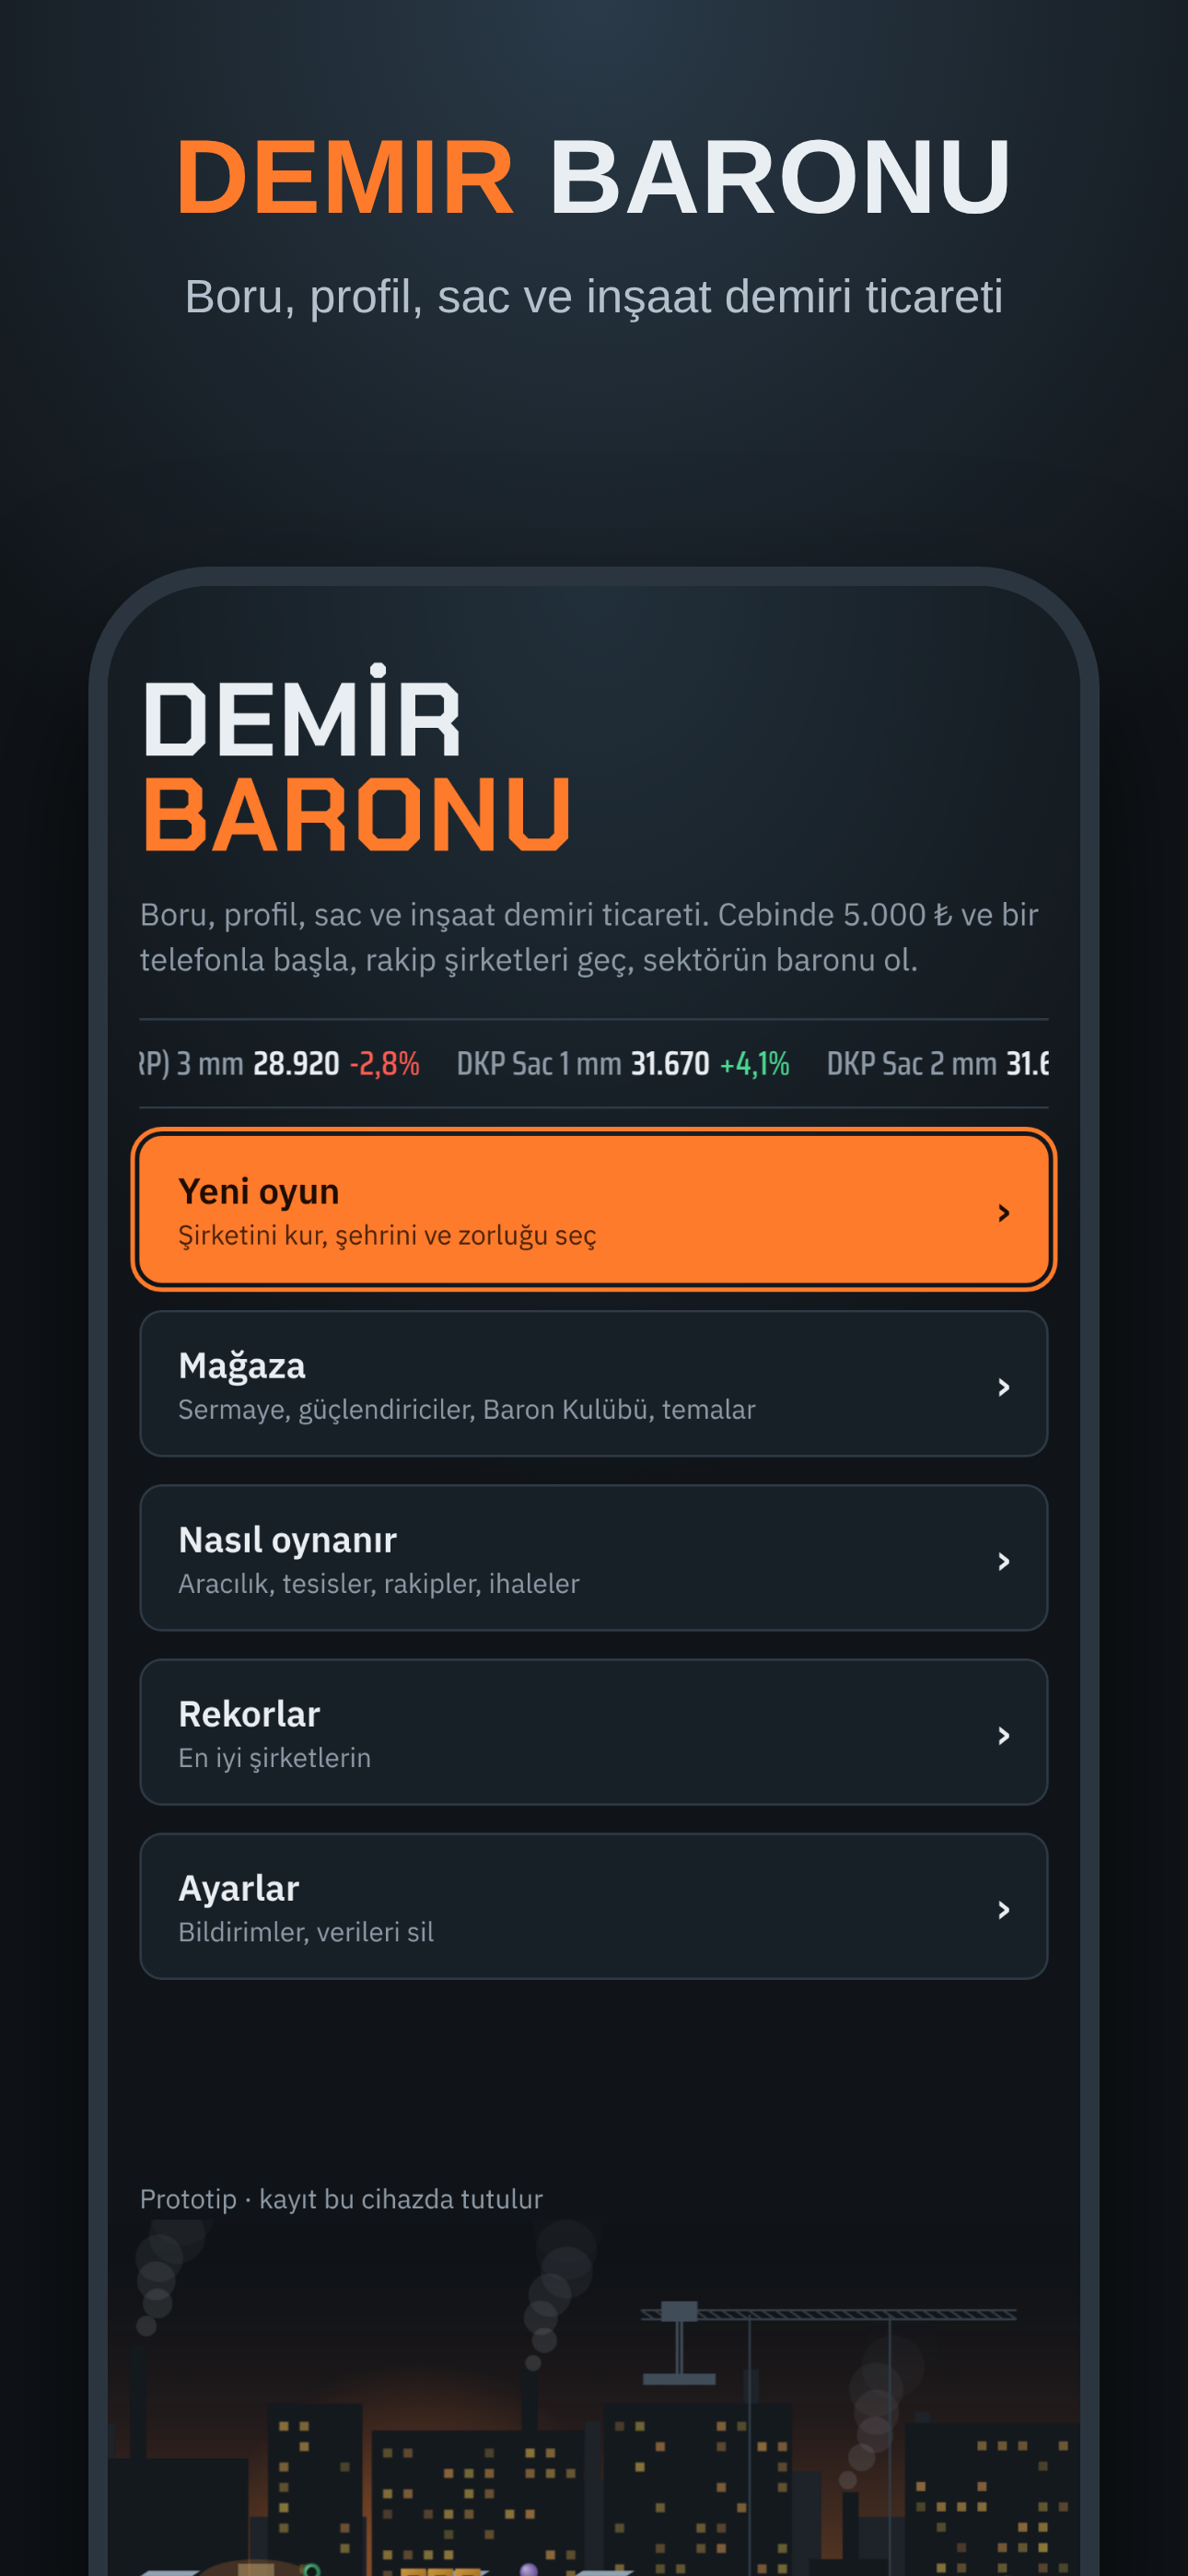 DEMIR BARONU
Boru, profil, sac ve inşaat demiri ticareti
DEMİR
BARONU
Boru, profil, sac ve inşaat demiri ticareti. Cebinde 5.000 ₺ ve bir
telefonla başla, rakip şirketleri geç, sektörün baronu ol.
3 mm 28.920 -2,8% DKP Sac 1 mm 31.670 +4,1% DKP Sac 2 mm
Yeni oyun
Şirketini kur, şehrini ve zorluğu seç
Mağaza
Sermaye, güçlendiriciler, Baron Kulübü, temalar
Nasıl oynanır
Aracılık, tesisler, rakipler, ihaleler
Rekorlar
En iyi şirketlerin
Ayarlar
Bildirimler, verileri sil
Prototip · kayıt bu cihazda tutulur